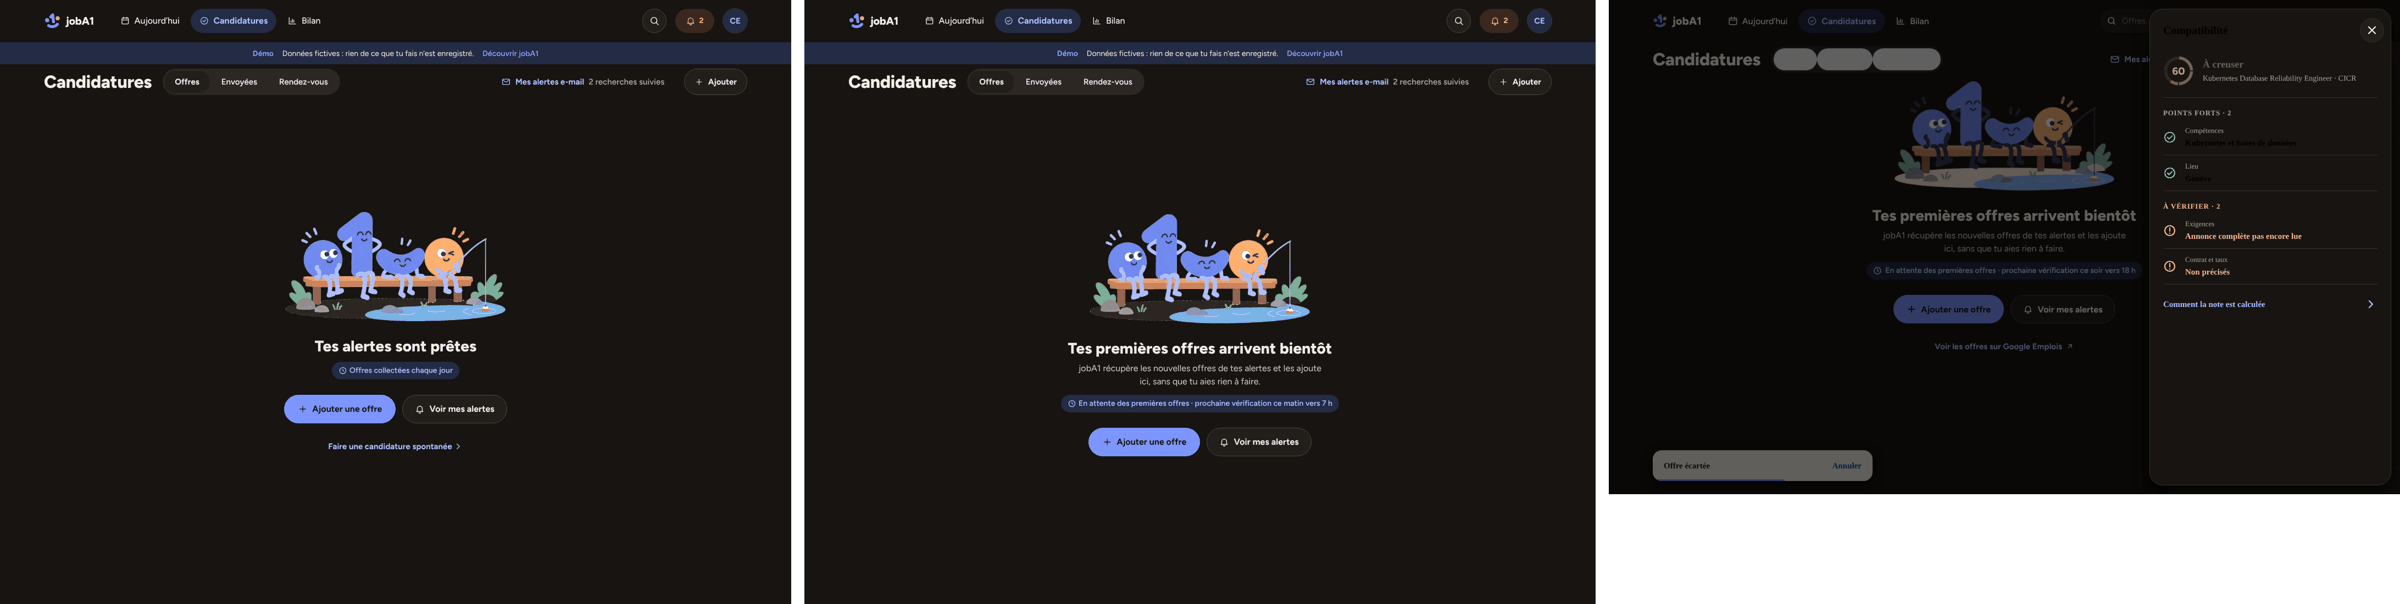 jobA1
Aujourd'hui
Candidatures
Bilan
2
CE
Démo Données fictives : rien de ce que tu fais n'est enregistré. Découvrir jobA1
Candidatures
Offres
Envoyées
Rendez-vous
Mes alertes e-mail 2 recherches suivies
Ajouter
Tes alertes sont prêtes
Offres collectées chaque jour
Ajouter une offre
Voir mes alertes
Faire une candidature spontanée
jobA1
Aujourd'hui
Candidatures
Bilan
2
CE
Démo Données fictives : rien de ce que tu fais n'est enregistré. Découvrir jobA1
Candidatures
Offres
Envoyées
Rendez-vous
Mes alertes e-mail 2 recherches suivies
Ajouter
Tes premières offres arrivent bientôt
jobA1 récupère les nouvelles offres de tes alertes et les ajoute
ici, sans que tu aies rien à faire.
En attente des premières offres · prochaine vérification ce matin vers 7 h
Ajouter une offre
Voir mes alertes
jobA1
Aujourd'hui
Candidatures
Bilan
Offres
Candidatures
Mes al
Tes premières offres arrivent bientôt
jobA1 récupère les nouvelles offres de tes alertes et les ajoute
ici, sans que tu aies rien à faire.
En attente des premières offres · prochaine vérification ce soir vers 18 h
Ajouter une offre
Voir mes alertes
Voir les offres sur Google Emplois
Offre écartée
Annuler
Compatibilité
60
À creuser
Kubernetes Database Reliability Engineer · CICR
POINTS FORTS · 2
Compétences
Kubernetes et bases de données
Lieu
Genève
À VÉRIFIER · 2
Exigences
Annonce complète pas encore lue
Contrat et taux
Non précisés
Comment la note est calculée